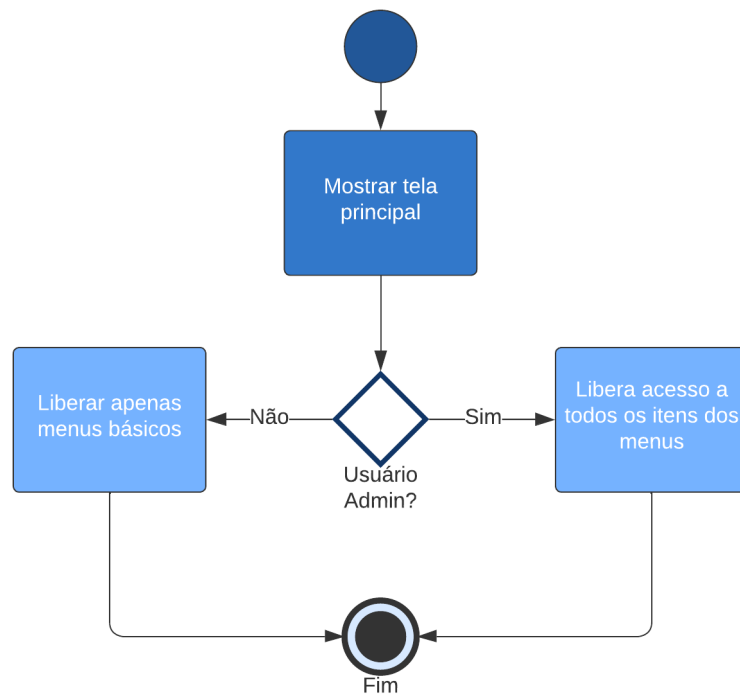 Mostrar tela
principal
Liberar apenas
menus básicos
Não
Usuário
Admin?
Sim
Libera acesso a
todos os itens dos
menus
Fim